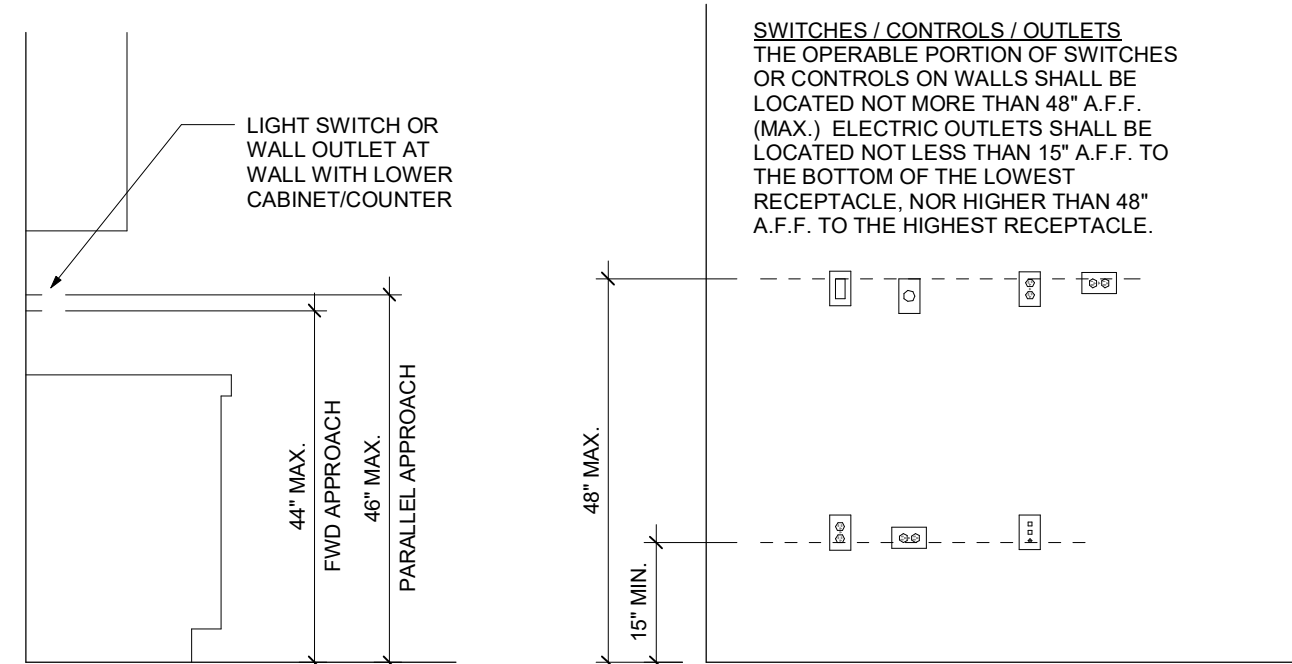 SWITCHES / CONTROLS / OUTLETS
THE OPERABLE PORTION OF SWITCHES
OR CONTROLS ON WALLS SHALL BE
LOCATED NOT MORE THAN 48" A.F.F.
(MAX.) ELECTRIC OUTLETS SHALL BE
LOCATED NOT LESS THAN 15" A.F.F. TO
THE BOTTOM OF THE LOWEST
RECEPTACLE, NOR HIGHER THAN 48"
A.F.F. TO THE HIGHEST RECEPTACLE.
LIGHT SWITCH OR
WALL OUTLET AT
WALL WITH LOWER
CABINET/COUNTER
44" MAX.
FWD APPROACH
46" MAX.
PARALLEL APPROACH
48" MAX.
15" MIN.